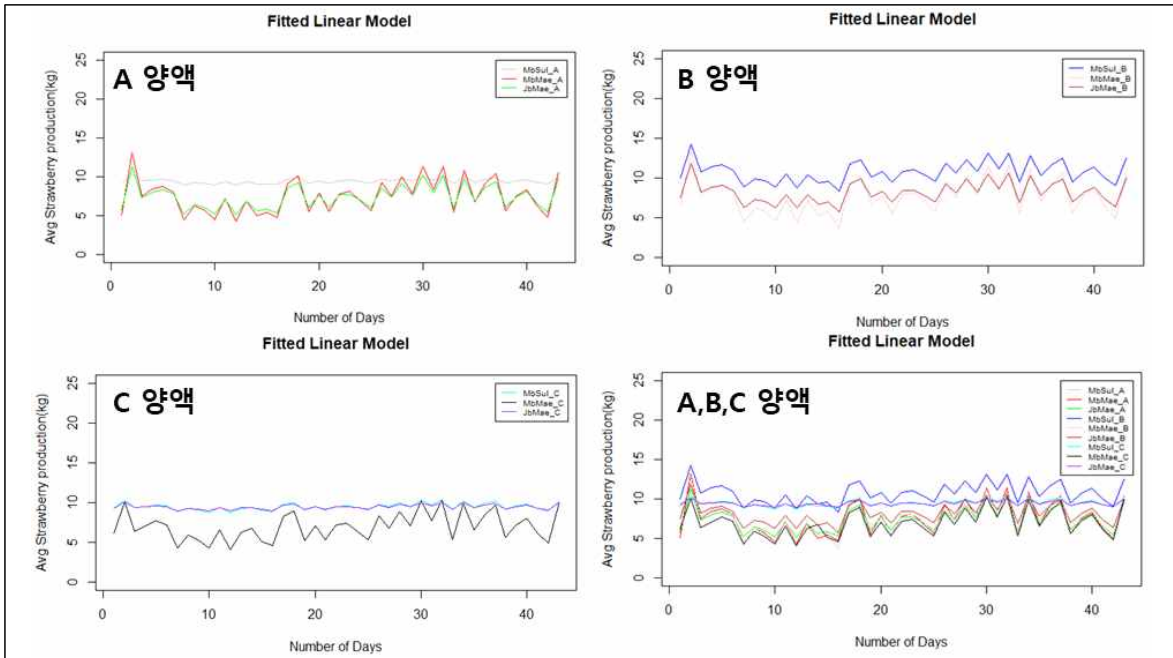 Fitted Linear Model
A 양액
MbSul_A
MbMae_A
JbMae_A
Avg Strawberry production(kg)
25
20
15
10
5
0
0 10 20 30 40
Number of Days
Fitted Linear Model
B 양액
MbSul_B
MbMae_B
JbMae_B
Avg Strawberry production(kg)
25
20
15
10
5
0
0 10 20 30 40
Number of Days
Fitted Linear Model
C 양액
MbSul_C
MbMae_C
JbMae_C
Avg Strawberry production(kg)
25
20
15
10
5
0
0 10 20 30 40
Number of Days
Fitted Linear Model
A,B,C 양액
MbSul_A
MbMae_A
JbMae_A
MbSul_B
MbMae_B
JbMae_B
MbSul_C
MbMae_C
JbMae_C
Avg Strawberry production(kg)
25
20
15
10
5
0
0 10 20 30 40
Number of Days